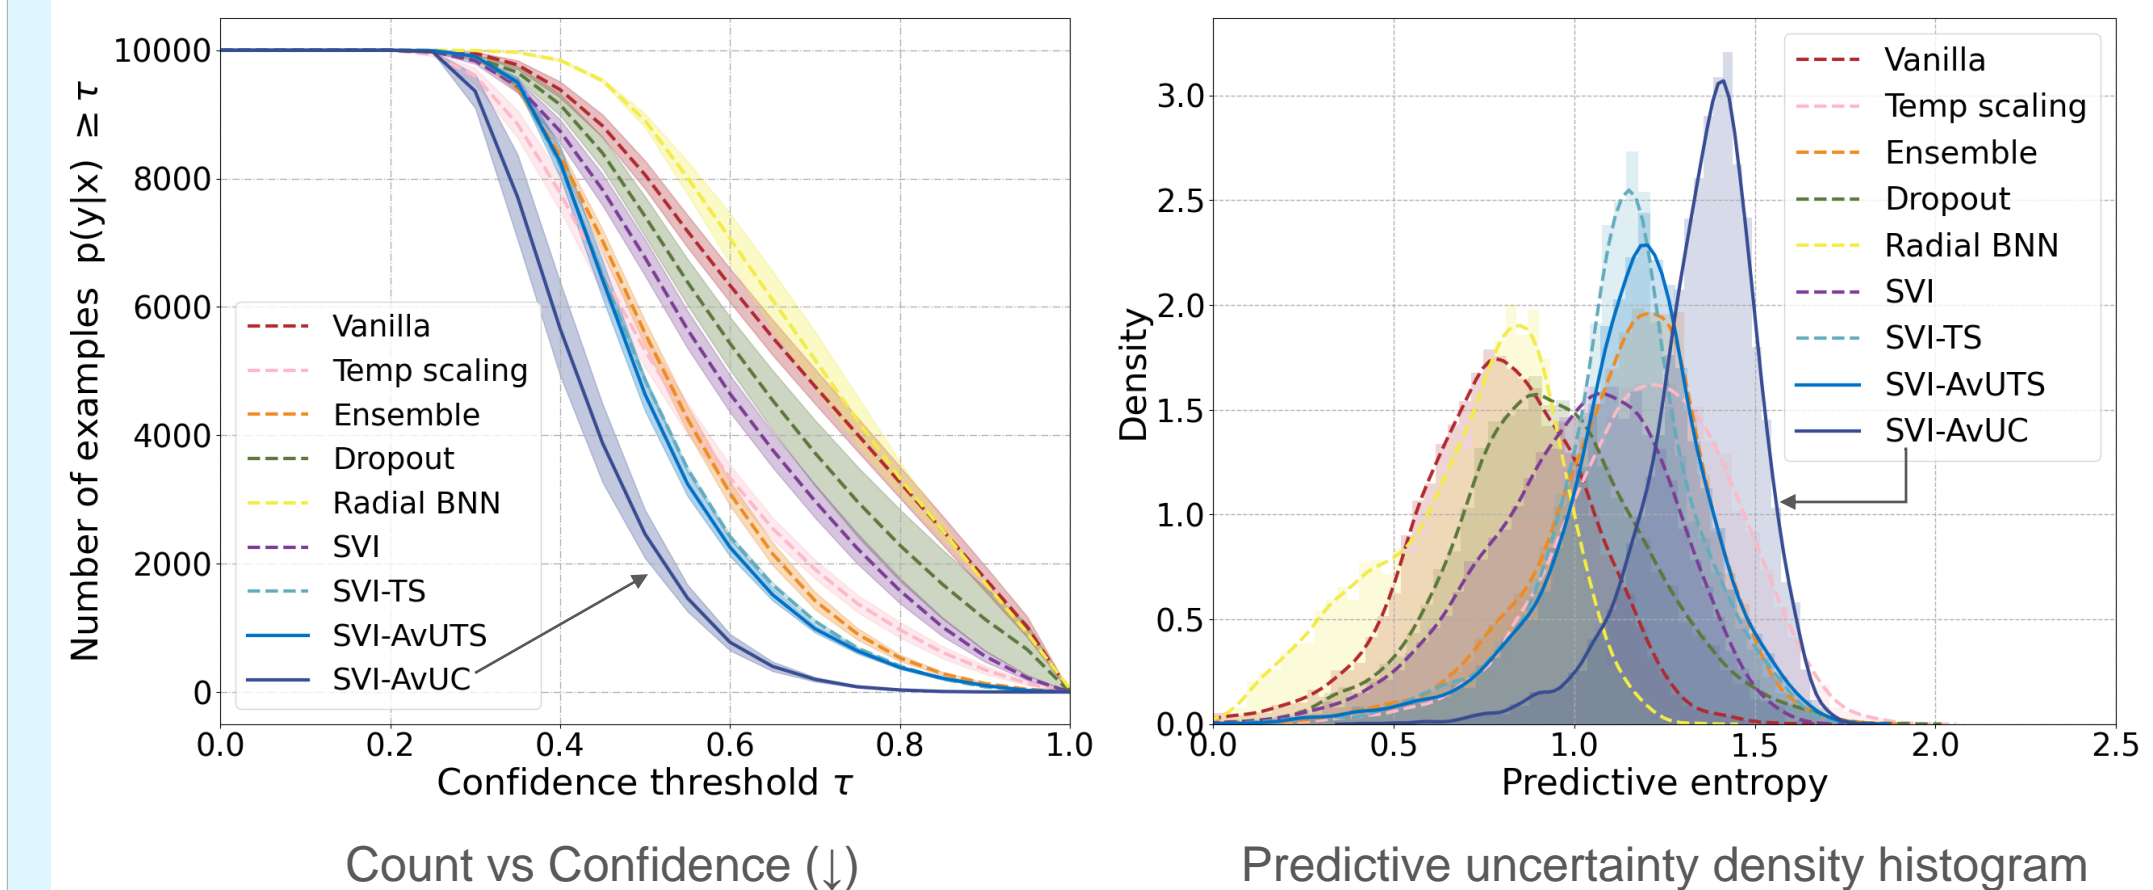 Number of examples p(y|x) ≥ τ
10000
8000
6000
4000
2000
0
0.0 0.2 0.4 0.6 0.8 1.0
Confidence threshold τ
Vanilla
Temp scaling
Ensemble
Dropout
Radial BNN
SVI
SVI-TS
SVI-AvUTS
SVI-AvUC
Count vs Confidence (↓)
Density
3.0
2.5
2.0
1.5
1.0
0.5
0.0
0.0 0.5 1.0 1.5 2.0 2.5
Predictive entropy
Vanilla
Temp scaling
Ensemble
Dropout
Radial BNN
SVI
SVI-TS
SVI-AvUTS
SVI-AvUC
Predictive uncertainty density histogram